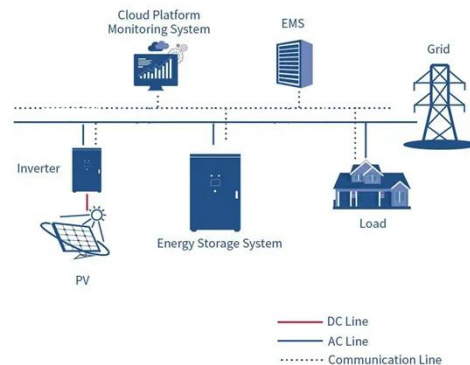 Cloud Platform
Monitoring System
EMS
Grid
Inverter
Energy Storage System
Load
PV
DC Line
AC Line
Communication Line